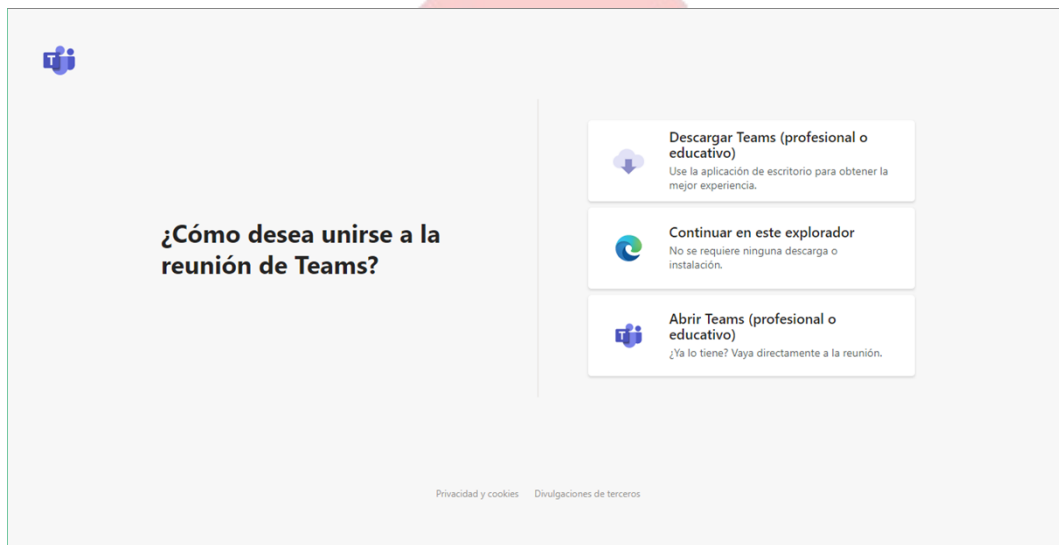 ¿Cómo desea unirse a la
reunión de Teams?
Descargar Teams (profesional o
educativo)
Use la aplicación de escritorio para obtener la
mejor experiencia.
Continuar en este explorador
No se requiere ninguna descarga o
instalación.
Abrir Teams (profesional o
educativo)
¿Ya lo tiene? Vaya directamente a la reunión.
Privacidad y cookies Divulgaciones de terceros